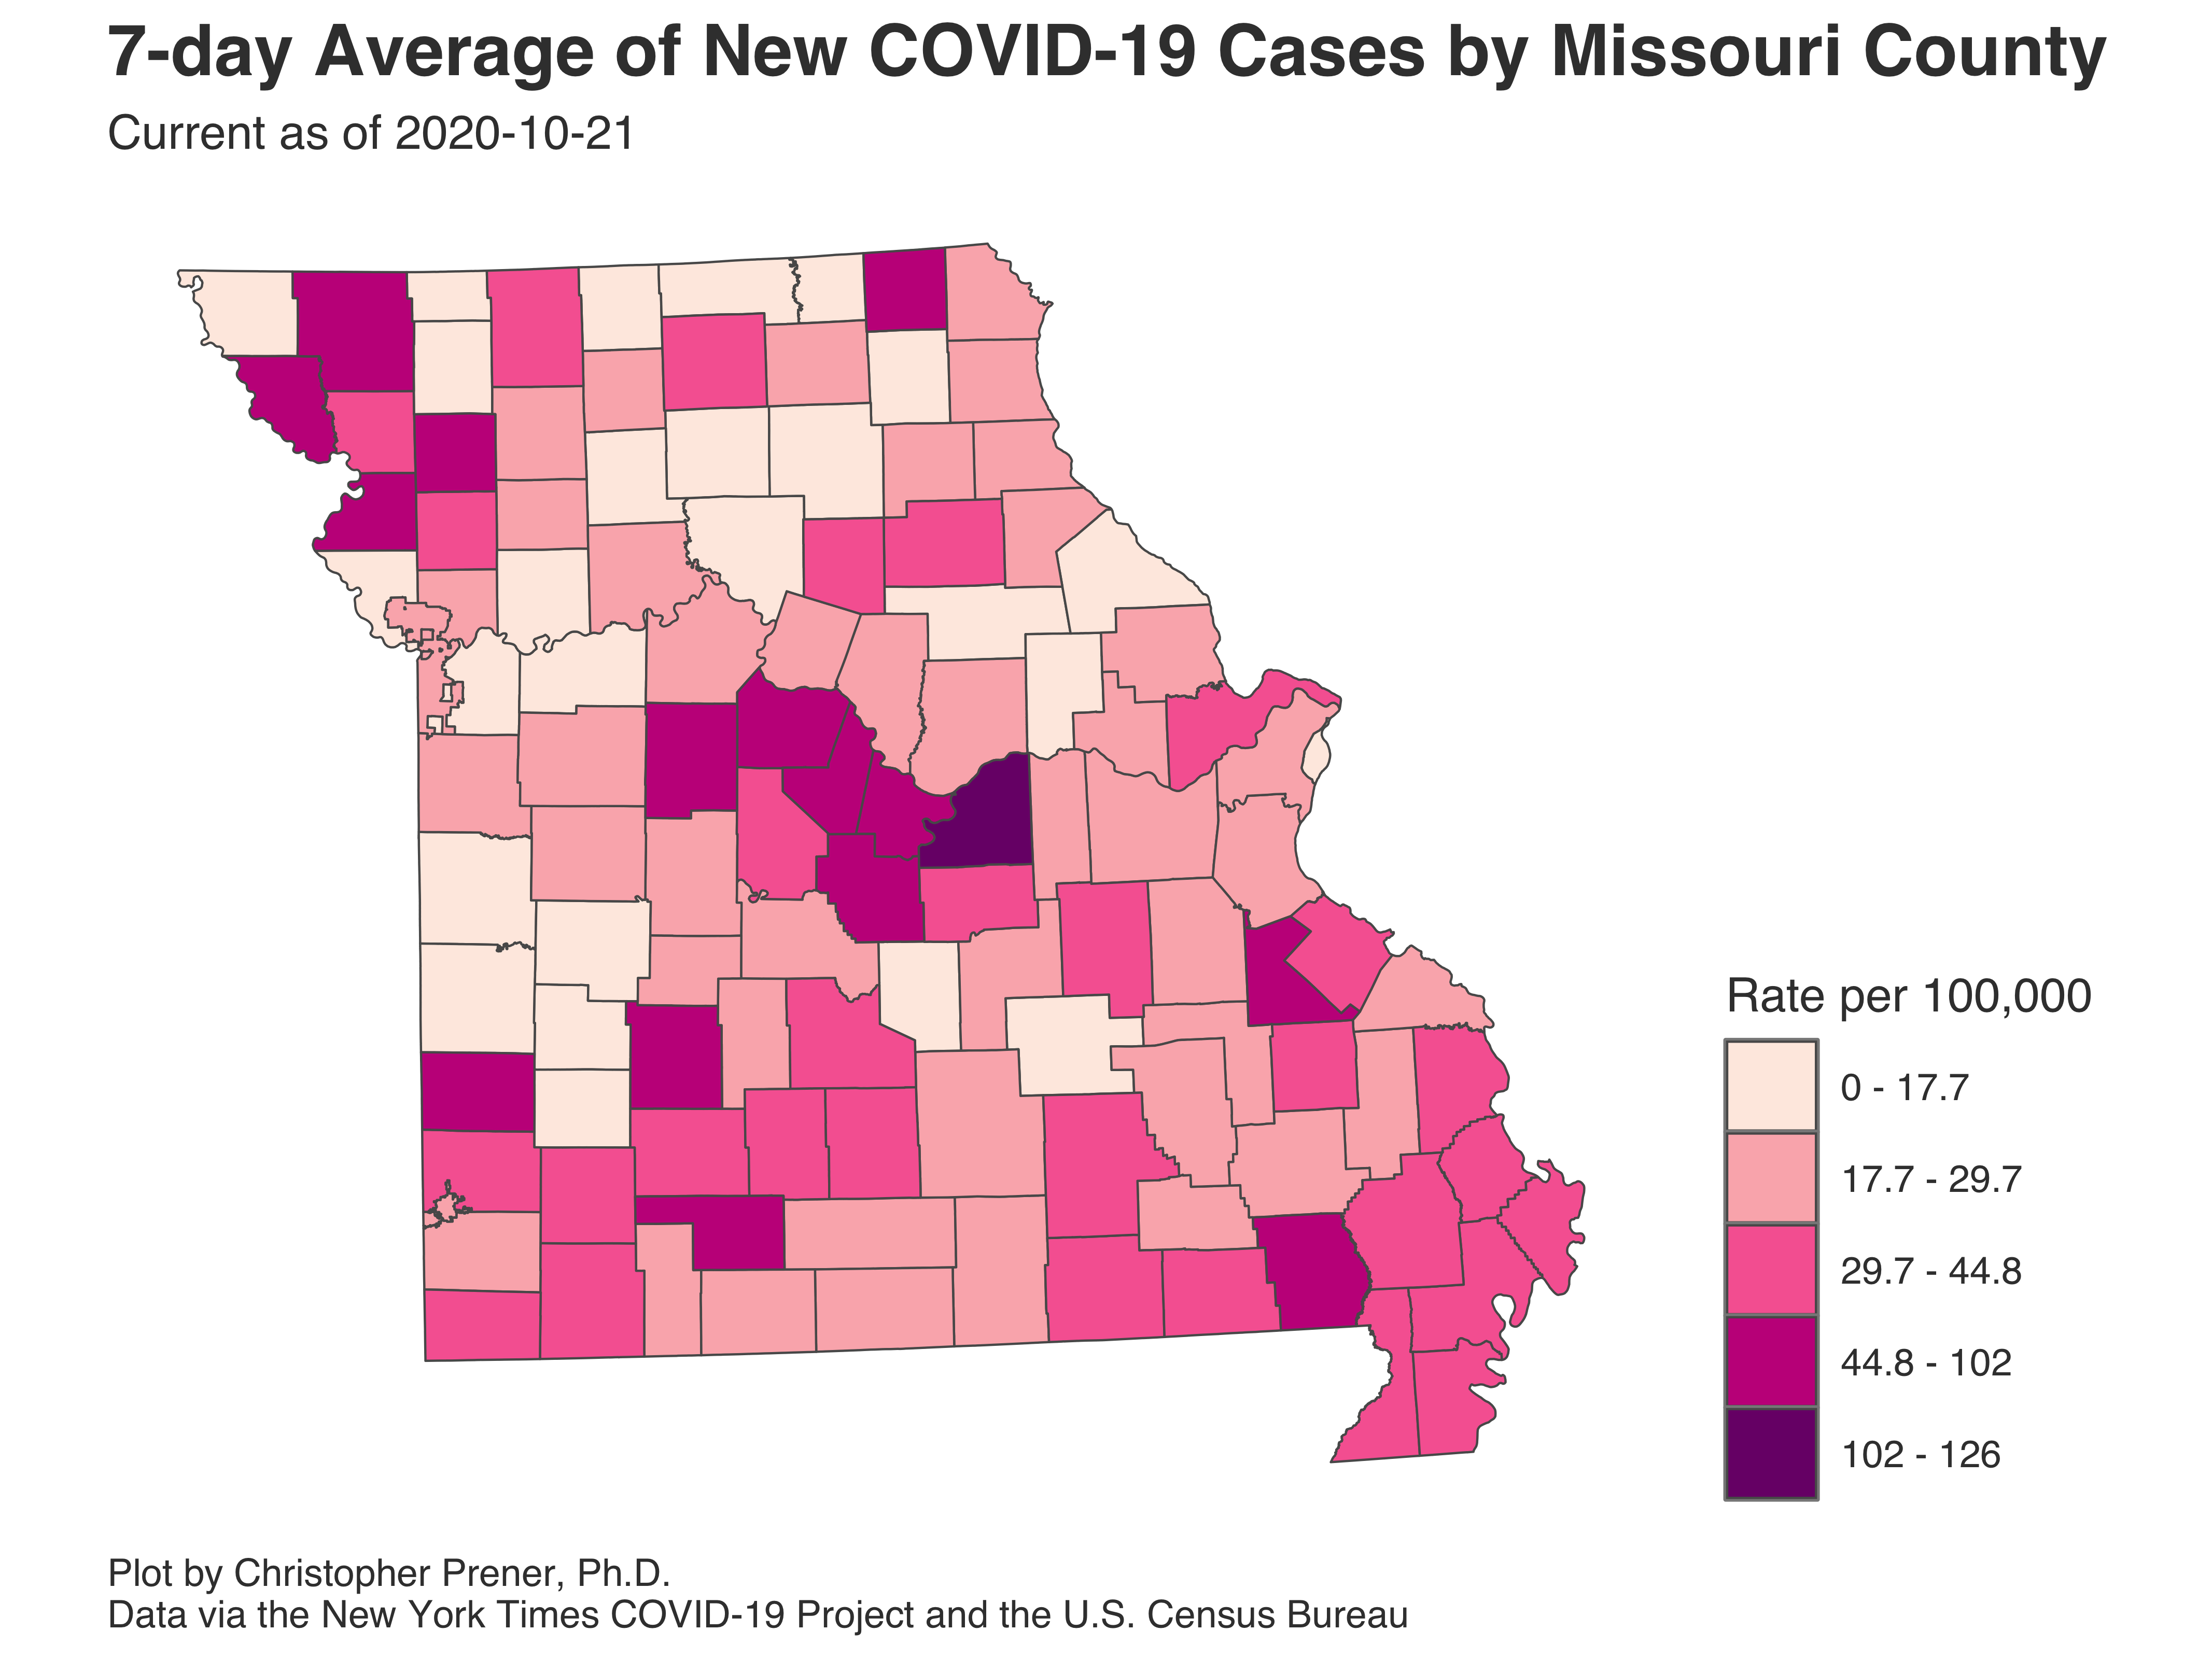 7-day Average of New COVID-19 Cases by Missouri County
Current as of 2020-10-21
Rate per 100,000
0 - 17.7
17.7 - 29.7
29.7 - 44.8
44.8 - 102
102 - 126
Plot by Christopher Prener, Ph.D.
Data via the New York Times COVID-19 Project and the U.S. Census Bureau